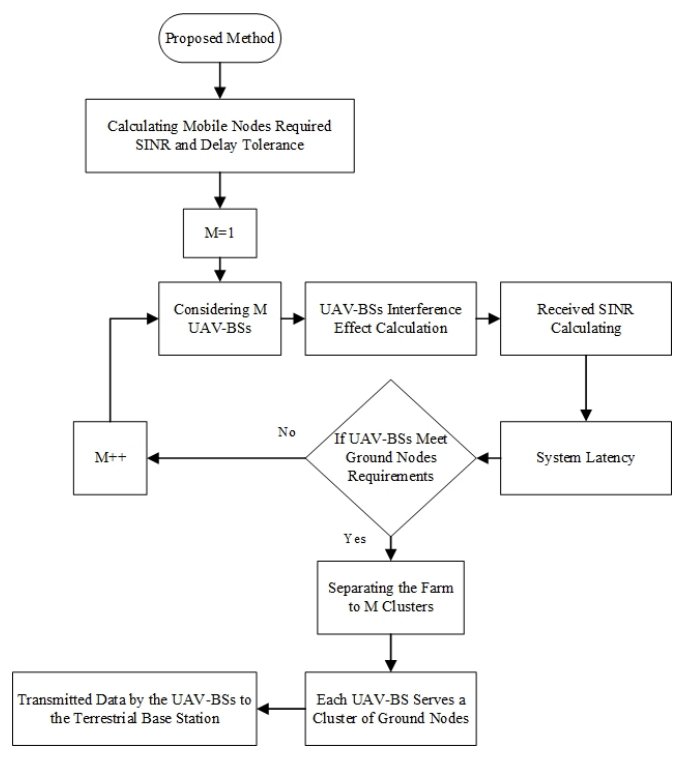 Proposed Method
Calculating Mobile Nodes Required
SINR and Delay Tolerance
M=1
Considering M
UAV-BSs
UAV-BSs Interference
Effect Calculation
Received SINR
Calculating
System Latency
If UAV-BSs Meet
Ground Nodes
Requirements
No
M++
Yes
Separating the Farm
to M Clusters
Each UAV-BS Serves a
Cluster of Ground Nodes
Transmitted Data by the UAV-BSs to
the Terrestrial Base Station